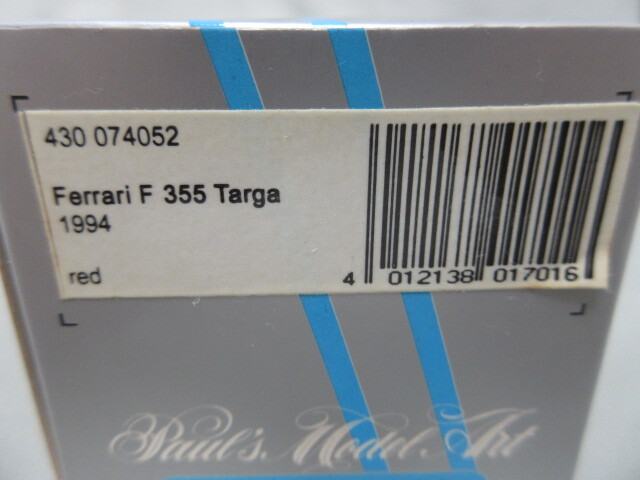 430 074052
Ferrari F 355 Targa
1994
red
4 012138 017016
Paul's Model Art